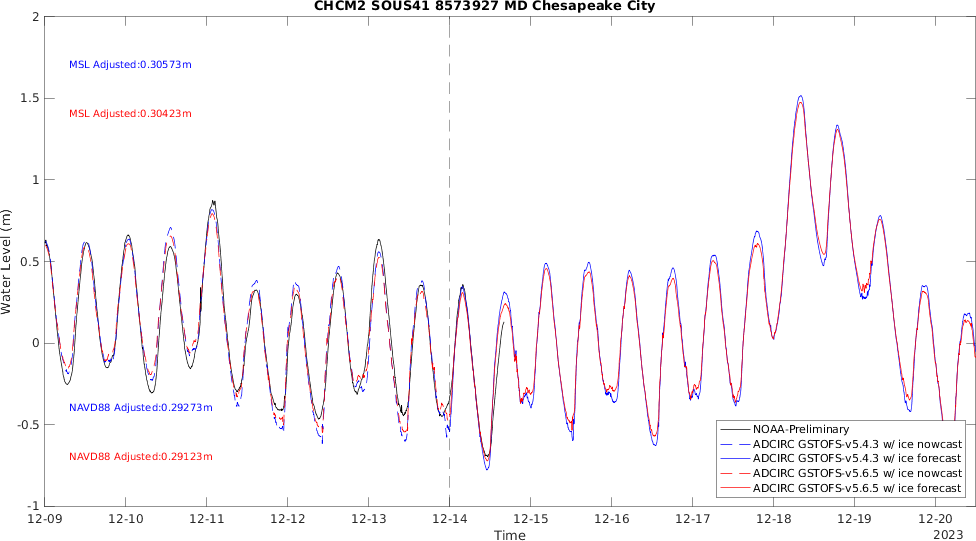 CHCM2 SOUS41 8573927 MD Chesapeake City
2
1.5
1
0.5
0
-0.5
-1
Water Level (m)
MSL Adjusted:0.30573m
MSL Adjusted:0.30423m
NAVD88 Adjusted:0.29273m
NAVD88 Adjusted:0.29123m
NOAA-Preliminary
ADCIRC GSTOFS-v5.4.3 w/ ice nowcast
ADCIRC GSTOFS-v5.4.3 w/ ice forecast
ADCIRC GSTOFS-v5.6.5 w/ ice nowcast
ADCIRC GSTOFS-v5.6.5 w/ ice forecast
12-09 12-10 12-11 12-12 12-13 12-14 12-15 12-16 12-17 12-18 12-19 12-20
Time
2023